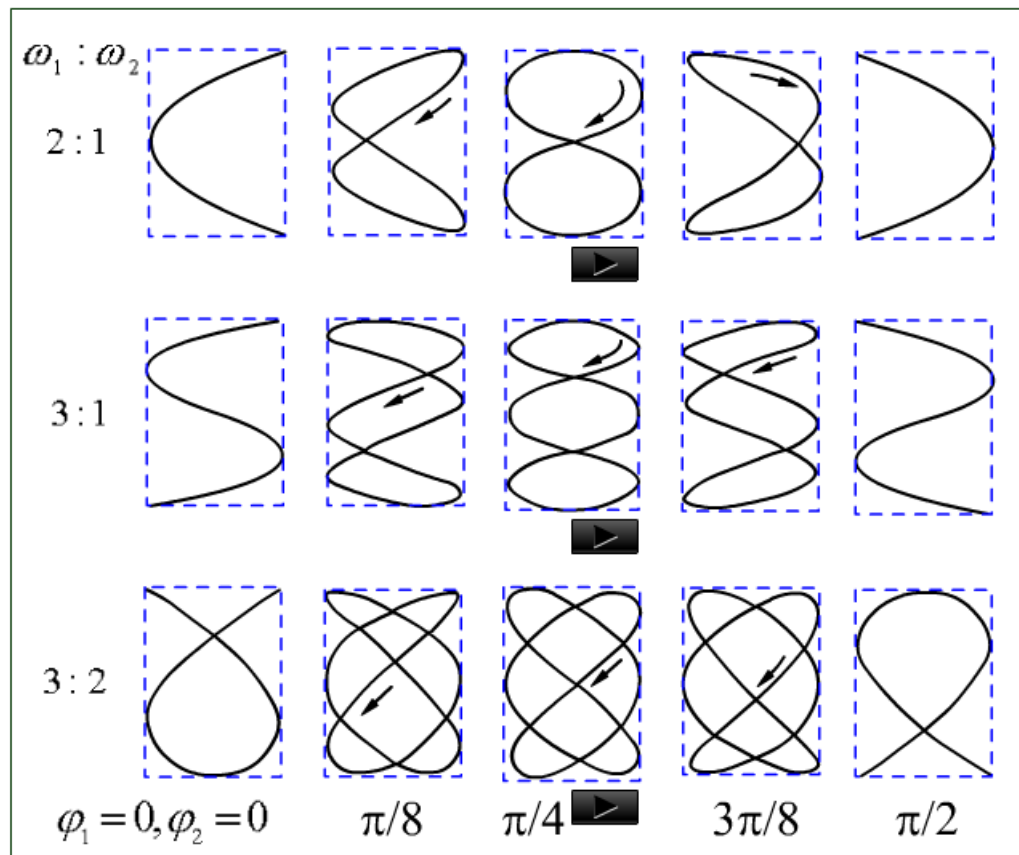 ω₁ : ω₂
2 : 1
3 : 1
3 : 2
φ₁ = 0, φ₂ = 0 π/8 π/4 3π/8 π/2